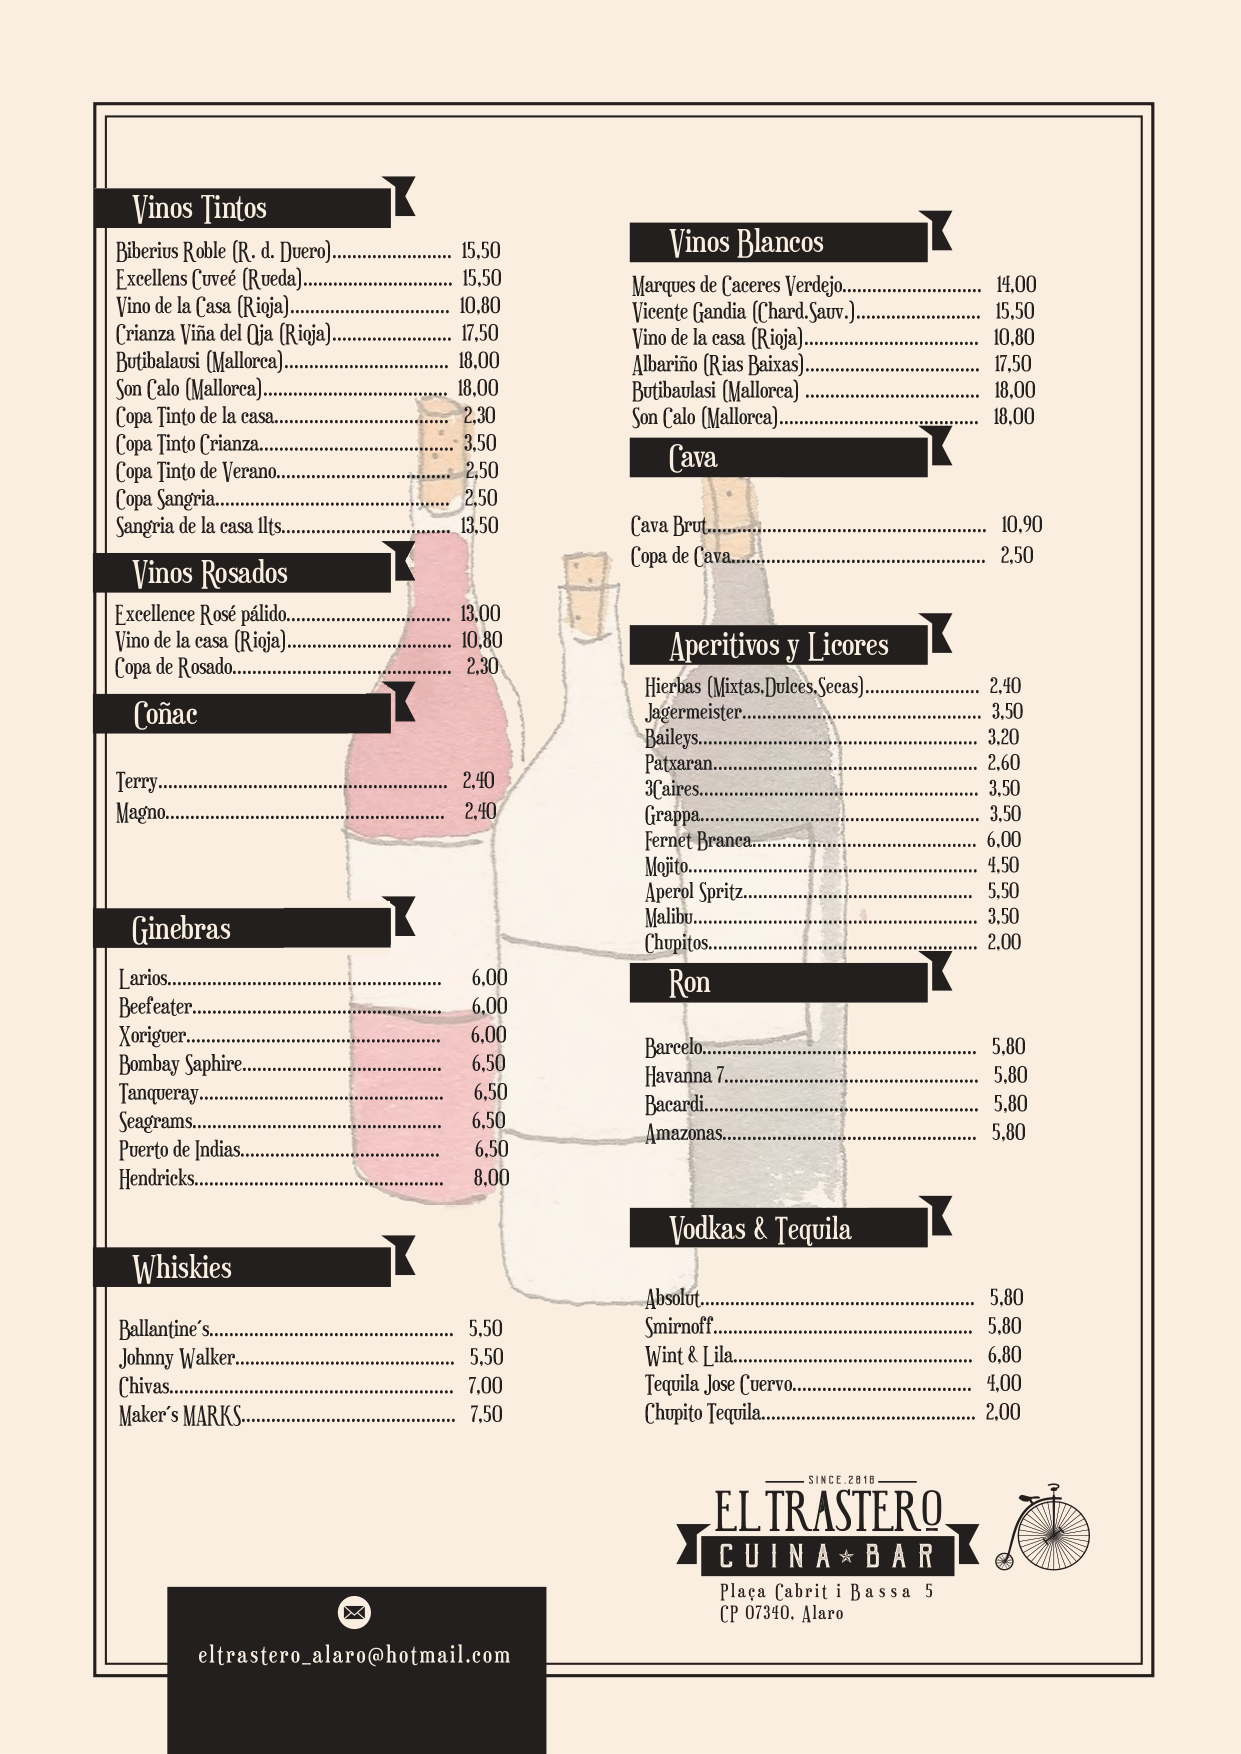 Vinos Tintos
Biberius Roble (R. d. Duero)........................ 15,50
Excellens Cuveé (Rueda)............................... 15,50
Vino de la Casa (Rioja)................................ 10,80
Crianza Viña del Oja (Rioja)........................ 17,50
Butibalausi (Mallorca)................................. 18,00
Son Calo (Mallorca)..................................... 18,00
Copa Tinto de la casa................................... 2,30
Copa Tinto Crianza...................................... 3,50
Copa Tinto de Verano................................... 2,50
Copa Sangria............................................... 2,50
Sangria de la casa 1lts.................................. 13,50
Vinos Rosados
Excellence Rosé pálido................................. 13,00
Vino de la casa (Rioja)................................. 10,80
Copa de Rosado............................................ 2,30
Coñac
Terry.......................................................... 2,40
Magno........................................................ 2,40
Ginebras
Larios....................................................... 6,00
Beefeater.................................................. 6,00
Xoriguer................................................... 6,00
Bombay Saphire........................................ 6,50
Tanqueray................................................. 6,50
Seagrams.................................................. 6,50
Puerto de Indias........................................ 6,50
Hendricks.................................................. 8,00
Whiskies
Ballantine´s................................................. 5,50
Johnny Walker............................................ 5,50
Chivas......................................................... 7,00
Maker´s MARKS........................................... 7,50
Vinos Blancos
Marques de Caceres Verdejo............................ 14,00
Vicente Gandia (Chard.Sauv.)......................... 15,50
Vino de la casa (Rioja)................................... 10,80
Albariño (Rias Baixas)................................... 17,50
Butibaulasi (Mallorca) ................................... 18,00
Son Calo (Mallorca)........................................ 18,00
Cava
Cava Brut........................................................ 10,90
Copa de Cava................................................... 2,50
Aperitivos y Licores
Hierbas (Mixtas,Dulces,Secas)....................... 2,40
Jagermeister................................................ 3,50
Baileys........................................................ 3,20
Patxaran..................................................... 2,60
3Caires........................................................ 3,50
Grappa........................................................ 3,50
Fernet Branca............................................. 6,00
Mojito.......................................................... 4,50
Aperol Spritz.............................................. 5,50
Malibu......................................................... 3,50
Chupitos...................................................... 2,00
Ron
Barcelo....................................................... 5,80
Havanna 7................................................... 5,80
Bacardi....................................................... 5,80
Amazonas................................................... 5,80
Vodkas & Tequila
Absolut....................................................... 5,80
Smirnoff.................................................... 5,80
Wint & Lila................................................ 6,80
Tequila Jose Cuervo.................................... 4,00
Chupito Tequila........................................... 2,00
SINCE.2010
EL TRASTERO
CUINA BAR
Plaça Cabrit i Bassa 5
CP 07340, Alaro
eltrastero_alaro@hotmail.com